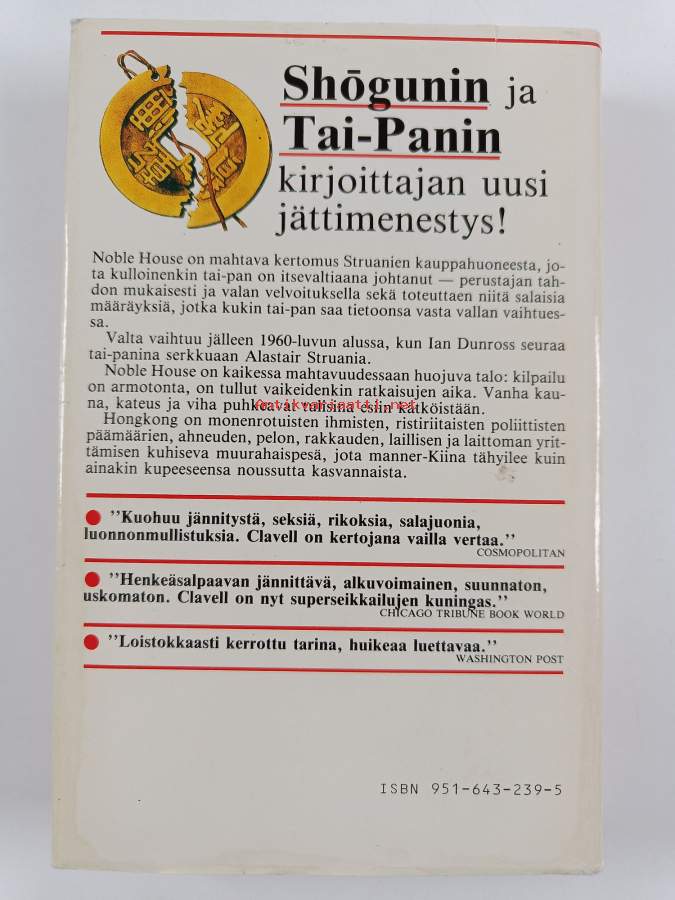 Shōgunin ja
Tai-Panin
kirjoittajan uusi
jättimenestys!
Noble House on mahtava kertomus Struanien kauppahuoneesta, jo-
ta kulloinenkin tai-pan on itsevaltiaana johtanut — perustajan tah-
don mukaisesti ja valan velvoituksella sekä toteuttaen niitä salaisia
määräyksiä, jotka kukin tai-pan saa tietoonsa vasta vallan vaihtues-
sa.
Valta vaihtuu jälleen 1960-luvun alussa, kun Ian Dunross seuraa
tai-panina serkkuaan Alastair Struania.
Noble House on kaikessa mahtavuudessaan huojuva talo: kilpailu
on armotonta, on tullut vaikeidenkin ratkaisujen aika. Vanha kau-
na, kateus ja viha puhkeavat valtoina esiin kätköistään.
Antikvariaatti.net
Hongkong on monenrotuisten ihmisten, ristiriitaisten poliittisten
päämäärien, ahneuden, pelon, rakkauden, laillisen ja laittoman yrit-
tämisen kuhiseva muurahaispesä, jota manner-Kiina tähyilee kuin
ainakin kupeeseensa noussutta kasvannaista.
● ”Kuohuu jännitystä, seksiä, rikoksia, salajuonia,
luonnonmullistuksia. Clavell on kertojana vailla vertaa.”
COSMOPOLITAN
● ”Henkeäsalpaavan jännittävä, alkuvoimainen, suunnaton,
uskomaton. Clavell on nyt superseikkailujen kuningas.”
CHICAGO TRIBUNE BOOK WORLD
● ”Loistokkaasti kerrottu tarina, huikeaa luettavaa.”
WASHINGTON POST
ISBN 951-643-239-5